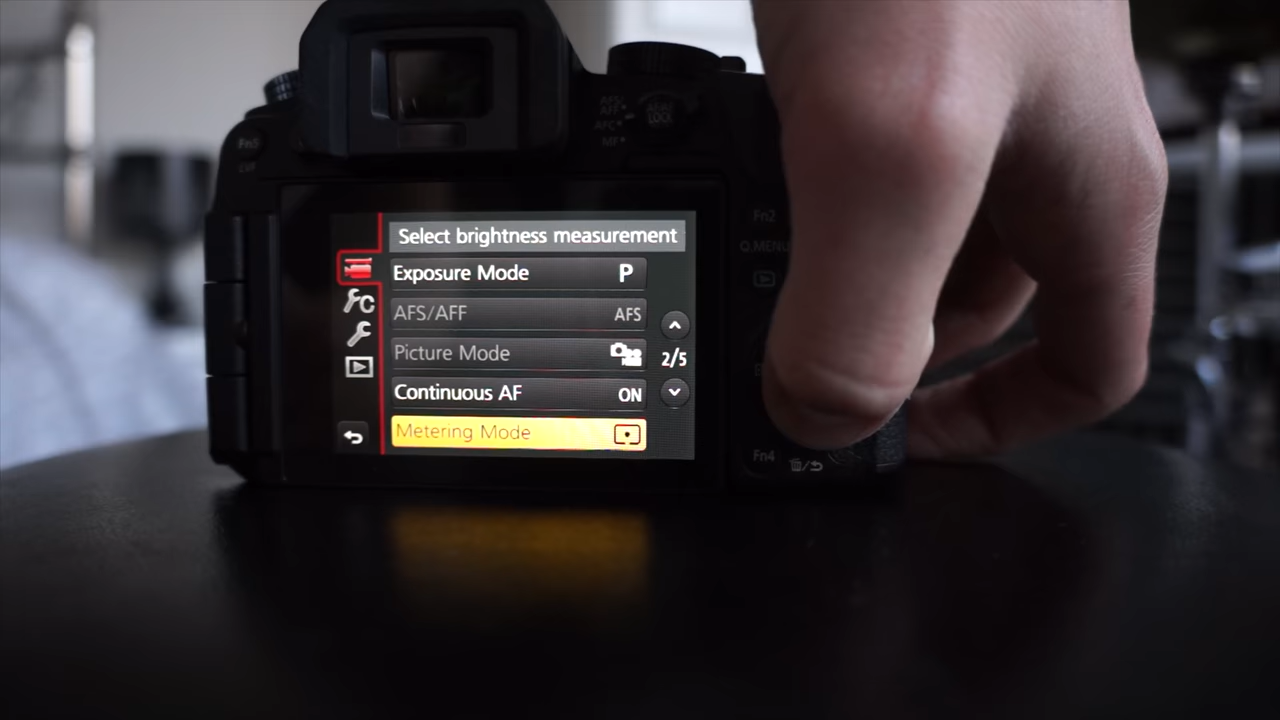 Fn5
AFS/
AFF
AFC
MF
AF/AE
LOCK
Fn2
Q.MENU
Select brightness measurement
Exposure Mode P
AFS/AFF AFS
Picture Mode
2/5
Continuous AF ON
Metering Mode
Fn4